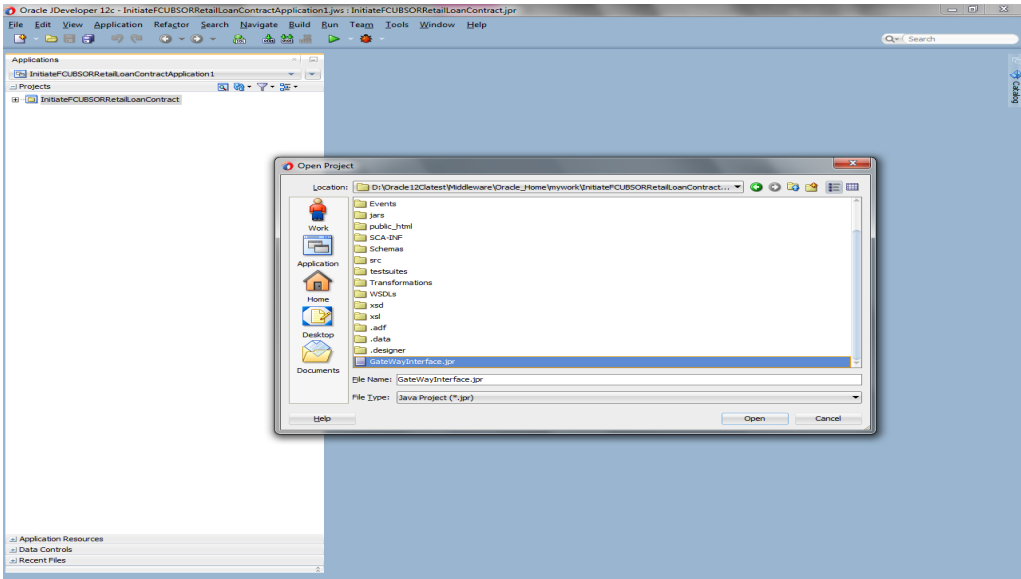 Oracle JDeveloper 12c - InitiateFCUBSORRetailLoanContractApplication1.jws : InitiateFCUBSORRetailLoanContract.jpr
File Edit View Application Refactor Search Navigate Build Run Team Tools Window Help
Search
Applications
InitiateFCUBSORRetailLoanContractApplication1
Projects
InitiateFCUBSORRetailLoanContract
Catalog
Open Project
Location: D:\Oracle12Clatest\Middleware\Oracle_Home\mywork\InitiateFCUBSORRetailLoanContract...
Work
Application
Home
Desktop
Documents
Events
jars
public_html
SCA-INF
Schemas
src
testsuites
Transformations
WSDLs
xsd
xsl
.adf
.data
.designer
GateWayInterface.jpr
File Name: GateWayInterface.jpr
File Type: Java Project (*.jpr)
Help Open Cancel
Application Resources
Data Controls
Recent Files